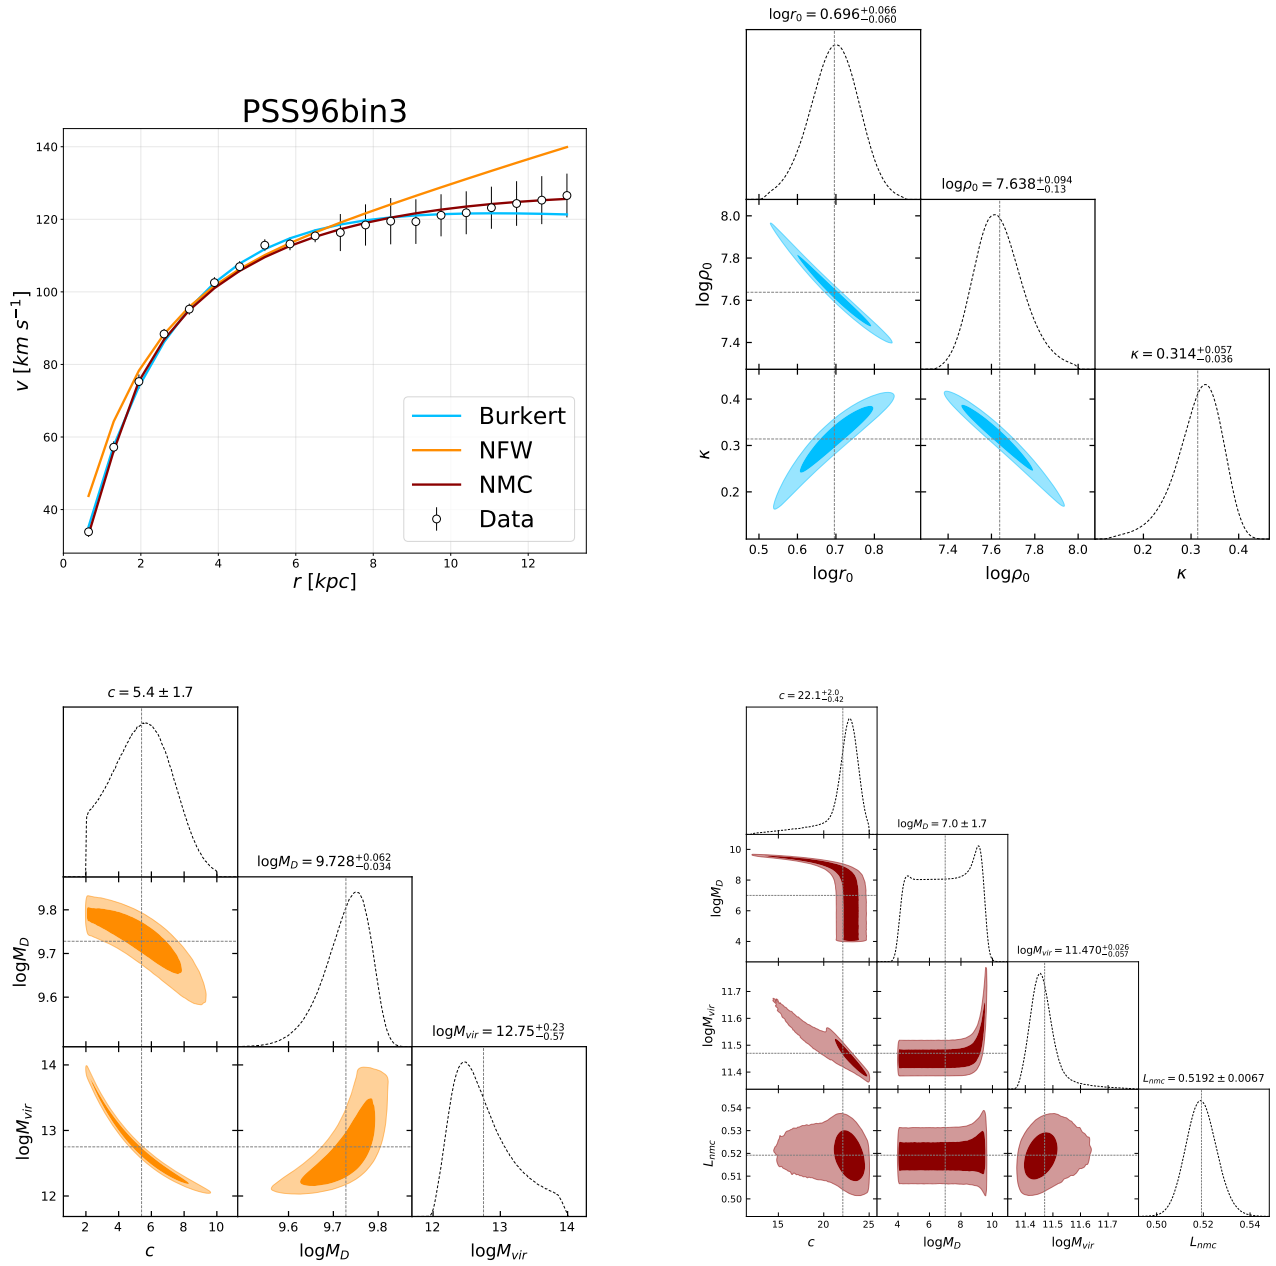 PSS96bin3
140
120
100
80
60
40
0 2 4 6 8 10 12
v [km s⁻¹]
r [kpc]
Burkert
NFW
NMC
Data
logr₀ = 0.696 +0.066 −0.060
logρ₀ = 7.638 +0.094 −0.13
κ = 0.314 +0.057 −0.036
8.0
7.8
7.6
7.4
logρ₀
0.4
0.3
0.2
κ
0.5 0.6 0.7 0.8
7.4 7.6 7.8 8.0
0.2 0.3 0.4
logr₀
logρ₀
κ
c = 5.4 ± 1.7
logM_D = 9.728 +0.062 −0.034
logM_vir = 12.75 +0.23 −0.57
9.8
9.7
9.6
logM_D
14
13
12
logM_vir
2 4 6 8 10
9.6 9.7 9.8
12 13 14
c
logM_D
logM_vir
c = 22.1 +2.0 −0.42
logM_D = 7.0 ± 1.7
logM_vir = 11.470 +0.026 −0.057
L_nmc = 0.5192 ± 0.0067
10
8
6
4
logM_D
11.7
11.6
11.5
11.4
logM_vir
0.54
0.53
0.52
0.51
0.50
L_nmc
15 20 25
4 6 8 10
11.4 11.5 11.6 11.7
0.50 0.52 0.54
c
logM_D
logM_vir
L_nmc